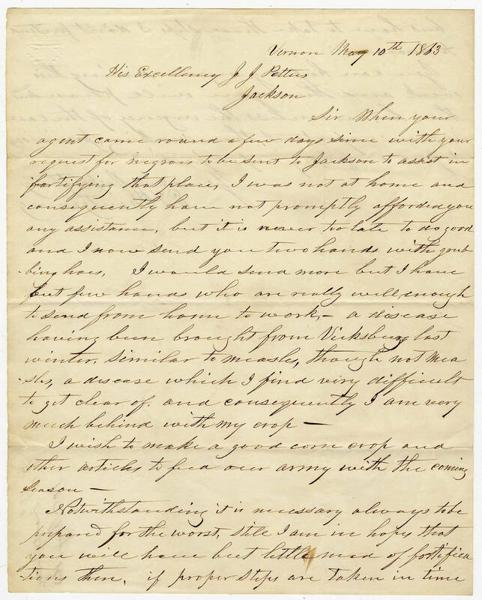 Vernon May 10th 1863
His Excellency J J Pettus
Jackson
Sir When your
agent came round a few days since with your
request for negroes to be sent to Jackson to assist in
fortifying that place, I was not at home and
consequently have not promptly afforded you
any assistance, but it is never too late to do good
and I now send you two hands with grub
bing hoes. I would send more but I have
but few hands who are really well enough
to send from home to work, — a disease
having been brought from Vicksburg last
winter, similar to measles, though not Mea
sles, a disease which I find very difficult
to get clear of, and consequently I am very
much behind with my crop —
I wish to make a good corn crop and
other articles to feed our army with the coming
Season —
Notwithstanding it is necessary always to be
prepared for the worst, still I am in hops that
you will have but little need of fortifica
tions there, if proper steps are taken in time